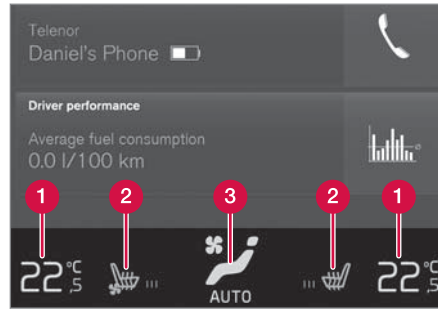 Telenor
Daniel's Phone
Driver performance
Average fuel consumption
0.0 l/100 km
1 2 3 2 1
22 °C ,5 AUTO 22 °C ,5